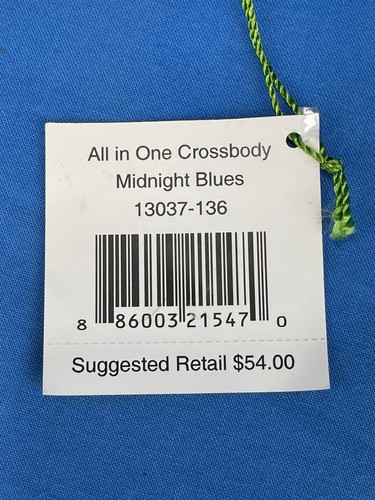 All in One Crossbody
Midnight Blues
13037-136
8 86003 21547 0
Suggested Retail $54.00